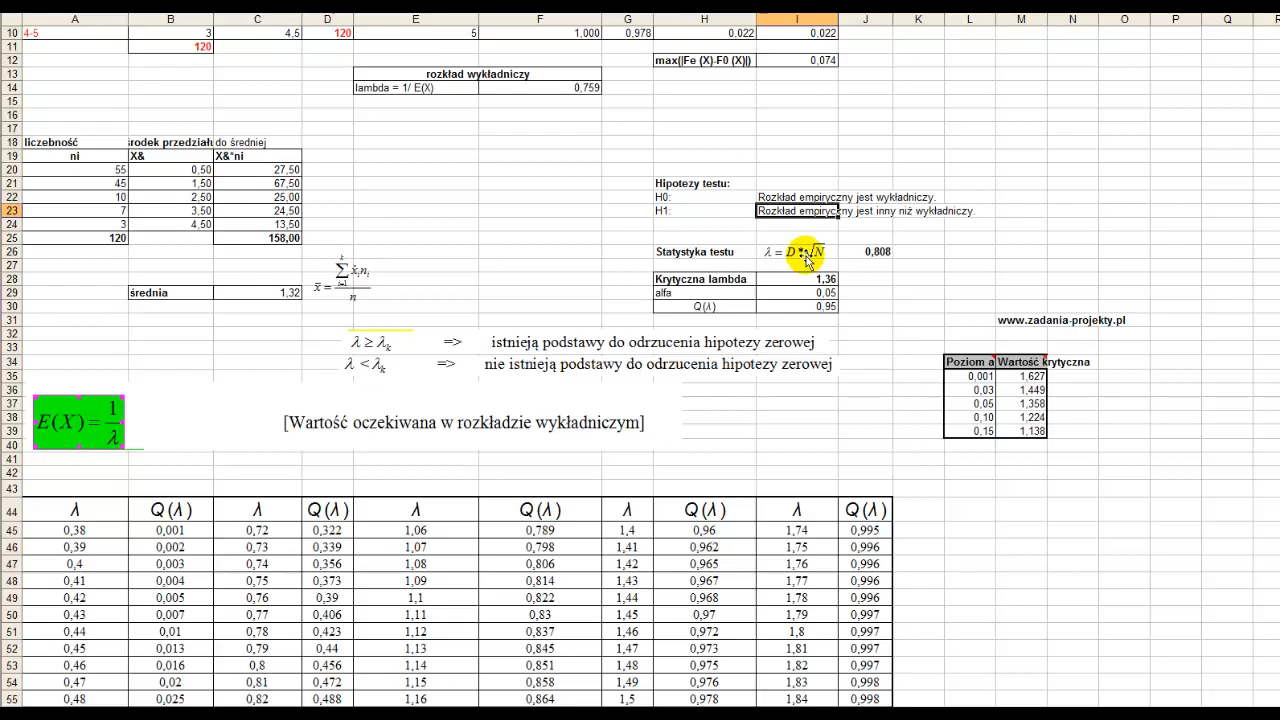 A B C D E F G H I J K L M N O P Q R
10 4-5 3 4,5 120 5 1,000 0,978 0,022 0,022
11 120
12 max(|Fe (X)-F0 (X)|) 0,074
13 rozkład wykładniczy
14 lambda = 1/ E(X) 0,759
15
16
17
18 liczebność środek przedziału do średniej
19 ni X& X&*ni
20 55 0,50 27,50
21 45 1,50 67,50 Hipotezy testu:
22 10 2,50 25,00 H0: Rozkład empiryczny jest wykładniczy.
23 7 3,50 24,50 H1: Rozkład empiryczny jest inny niż wykładniczy.
24 3 4,50 13,50
25 120 158,00
26 Statystyka testu λ = D * √N 0,808
27
28 Krytyczna lambda 1,36
29 średnia 1,32 x̄ = ∑ ẋᵢnᵢ / n k i=1 alfa 0,05
30 Q(λ) 0,95
31 www.zadania-projekty.pl
32
33 λ ≥ λk => istnieją podstawy do odrzucenia hipotezy zerowej
34 λ < λk => nie istnieją podstawy do odrzucenia hipotezy zerowej Poziom a Wartość krytyczna
35 0,001 1,627
36 0,03 1,449
37 0,05 1,358
38 E(X) = 1/λ [Wartość oczekiwana w rozkładzie wykładniczym] 0,10 1,224
39 0,15 1,138
40
41
42
43
44 λ Q(λ) λ Q(λ) λ Q(λ) λ Q(λ) λ Q(λ)
45 0,38 0,001 0,72 0,322 1,06 0,789 1,4 0,96 1,74 0,995
46 0,39 0,002 0,73 0,339 1,07 0,798 1,41 0,962 1,75 0,996
47 0,4 0,003 0,74 0,356 1,08 0,806 1,42 0,965 1,76 0,996
48 0,41 0,004 0,75 0,373 1,09 0,814 1,43 0,967 1,77 0,996
49 0,42 0,005 0,76 0,39 1,1 0,822 1,44 0,968 1,78 0,996
50 0,43 0,007 0,77 0,406 1,11 0,83 1,45 0,97 1,79 0,997
51 0,44 0,01 0,78 0,423 1,12 0,837 1,46 0,972 1,8 0,997
52 0,45 0,013 0,79 0,44 1,13 0,845 1,47 0,973 1,81 0,997
53 0,46 0,016 0,8 0,456 1,14 0,851 1,48 0,975 1,82 0,997
54 0,47 0,02 0,81 0,472 1,15 0,858 1,49 0,976 1,83 0,998
55 0,48 0,025 0,82 0,488 1,16 0,864 1,5 0,978 1,84 0,998